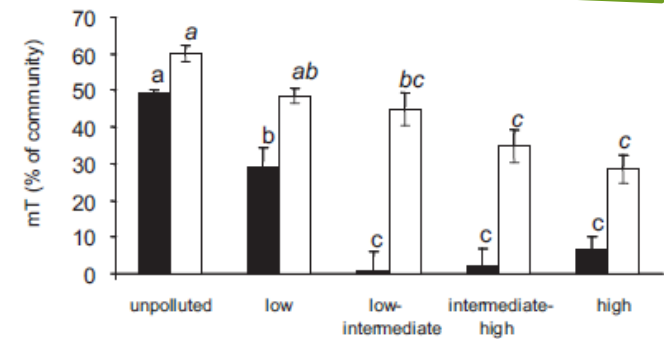 mT (% of community)
70
60
50
40
30
20
10
0
a
a
b
ab
c
bc
c
c
c
c
unpolluted
low
low-
intermediate
intermediate-
high
high